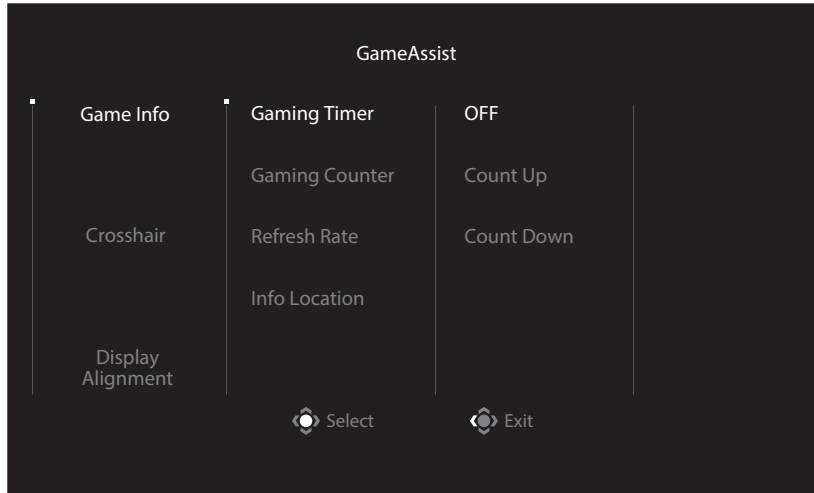 GameAssist
Game Info
Gaming Timer
OFF
Gaming Counter
Count Up
Crosshair
Refresh Rate
Count Down
Info Location
Display
Alignment
Select
Exit